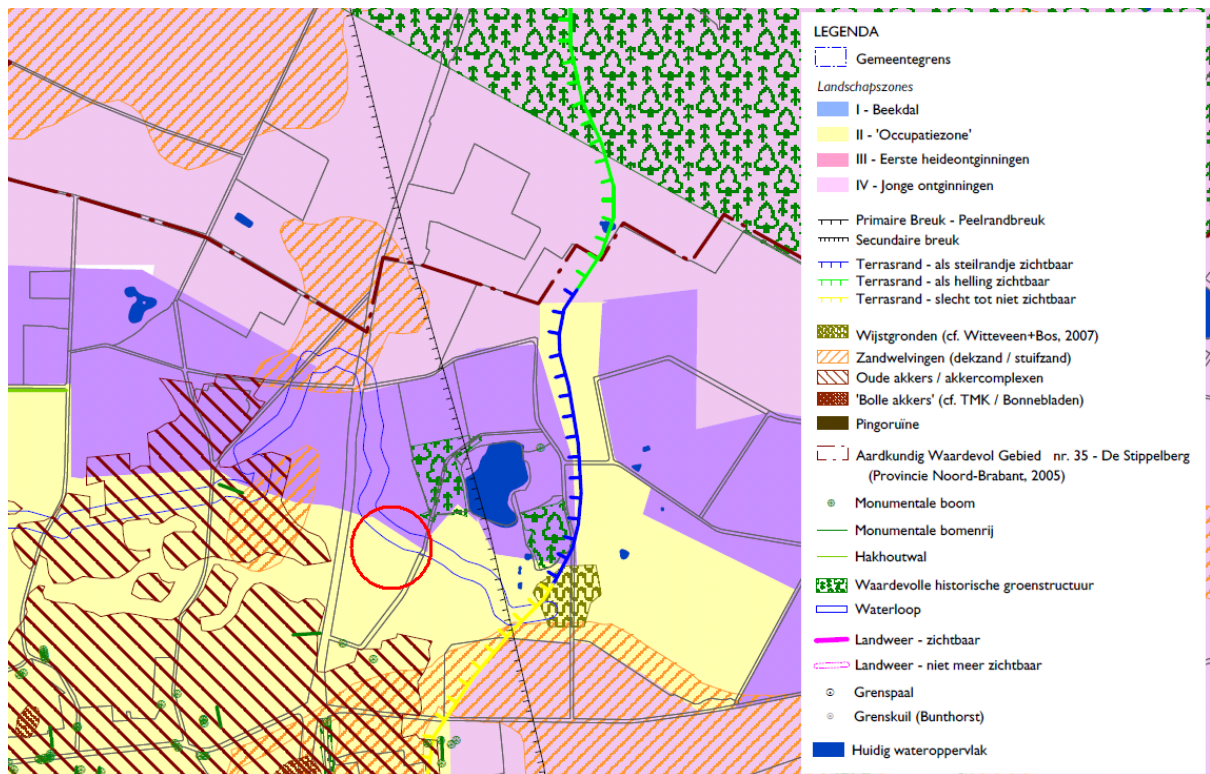 LEGENDA
Gemeentegrens
Landschapszones
I - Beekdal
II - 'Occupatiezone'
III - Eerste heideontginningen
IV - Jonge ontginningen
Primaire Breuk - Peelrandbreuk
Secundaire breuk
Terrasrand - als steilrandje zichtbaar
Terrasrand - als helling zichtbaar
Terrasrand - slecht tot niet zichtbaar
Wijstgronden (cf. Witteveen+Bos, 2007)
Zandwelvingen (dekzand / stuifzand)
Oude akkers / akkercomplexen
'Bolle akkers' (cf. TMK / Bonnebladen)
Pingoruïne
Aardkundig Waardevol Gebied nr. 35 - De Stippelberg
(Provincie Noord-Brabant, 2005)
Monumentale boom
Monumentale bomenrij
Hakhoutwal
Waardevolle historische groenstructuur
Waterloop
Landweer - zichtbaar
Landweer - niet meer zichtbaar
Grenspaal
Grenskuil (Bunthorst)
Huidig wateroppervlak